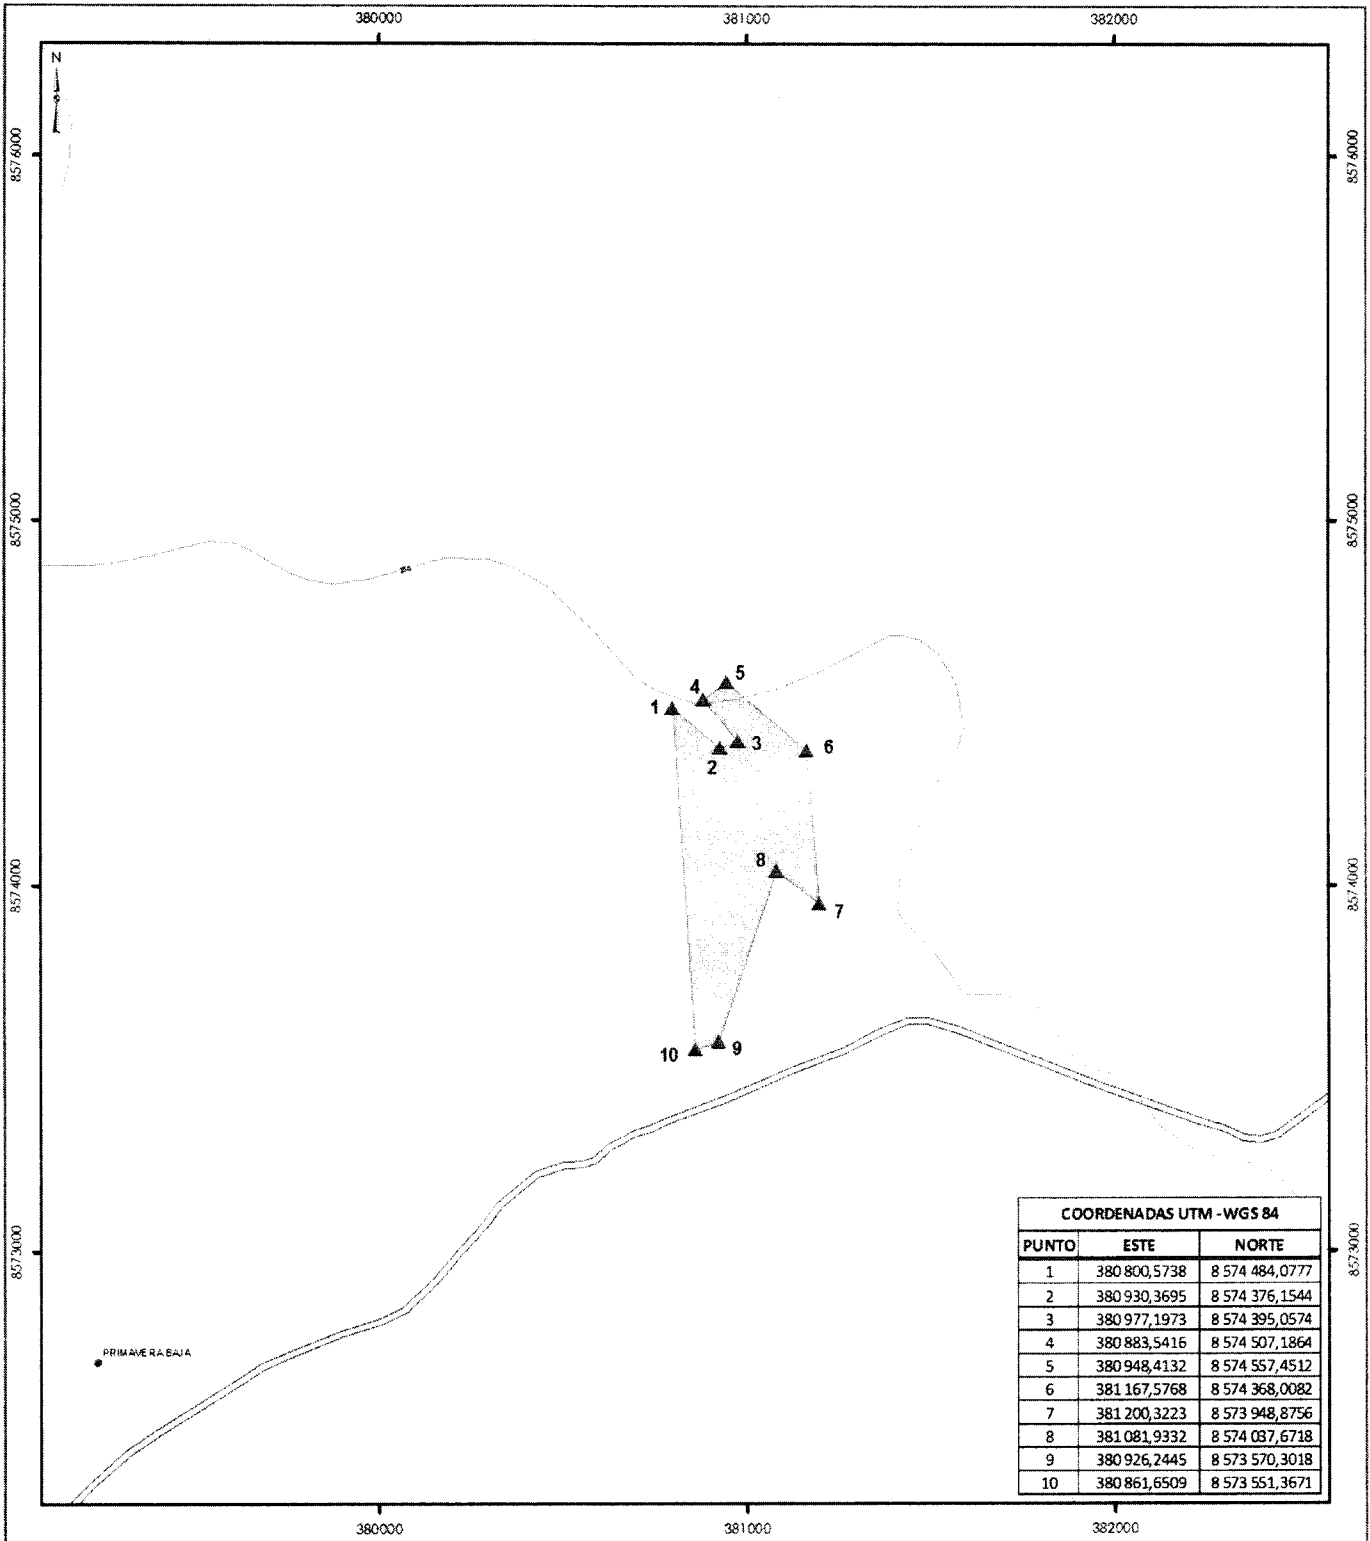 380000 381000 382000
N
8576000 8576000
8575000 8575000
5
4
1
3
6
2
8
8574000 8574000
7
9
10
COORDENADAS UTM - WGS 84
PUNTO ESTE NORTE
1 380 800,5738 8 574 484,0777
2 380 930,3695 8 574 376,1544
3 380 977,1973 8 574 395,0574
4 380 883,5416 8 574 507,1864
5 380 948,4132 8 574 557,4512
6 381 167,5768 8 574 368,0082
7 381 200,3223 8 573 948,8756
8 381 081,9332 8 574 037,6718
9 380 926,2445 8 573 570,3018
10 380 861,6509 8 573 551,3671
8573000 8573000
PRIMAVERA BAJA
380000 381000 382000